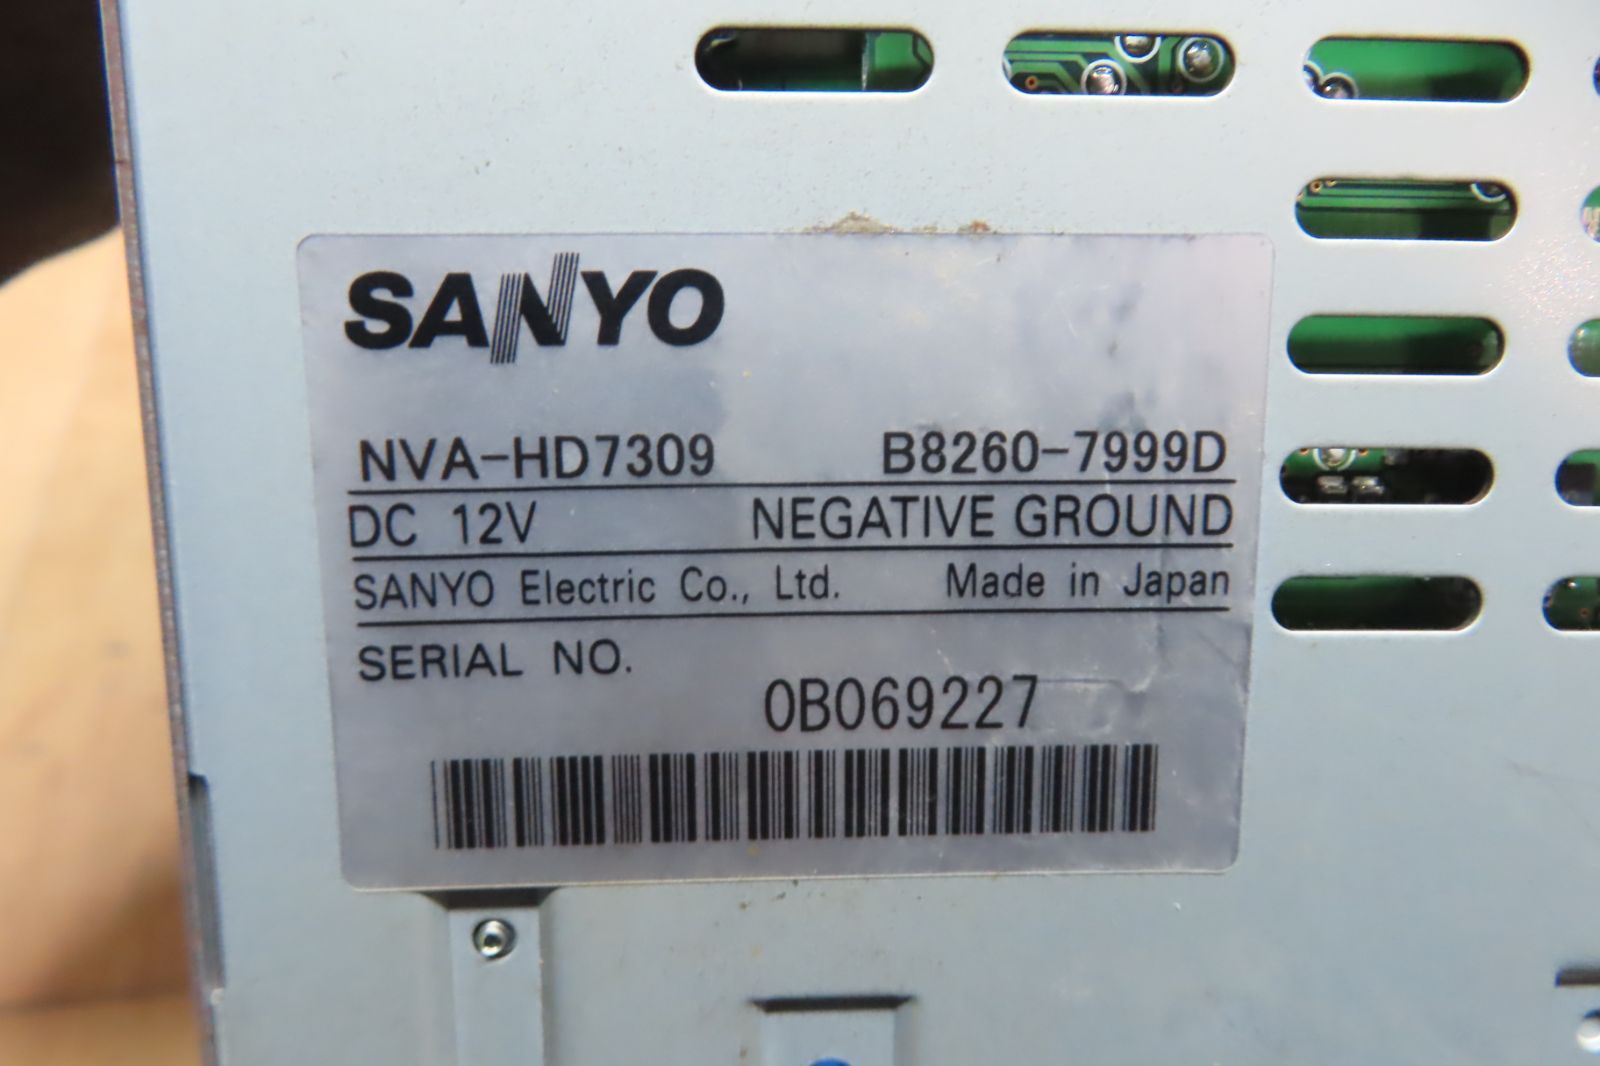 SANYO
NVA-HD7309 B8260-7999D
DC 12V NEGATIVE GROUND
SANYO Electric Co., Ltd. Made in Japan
SERIAL NO.
0B069227